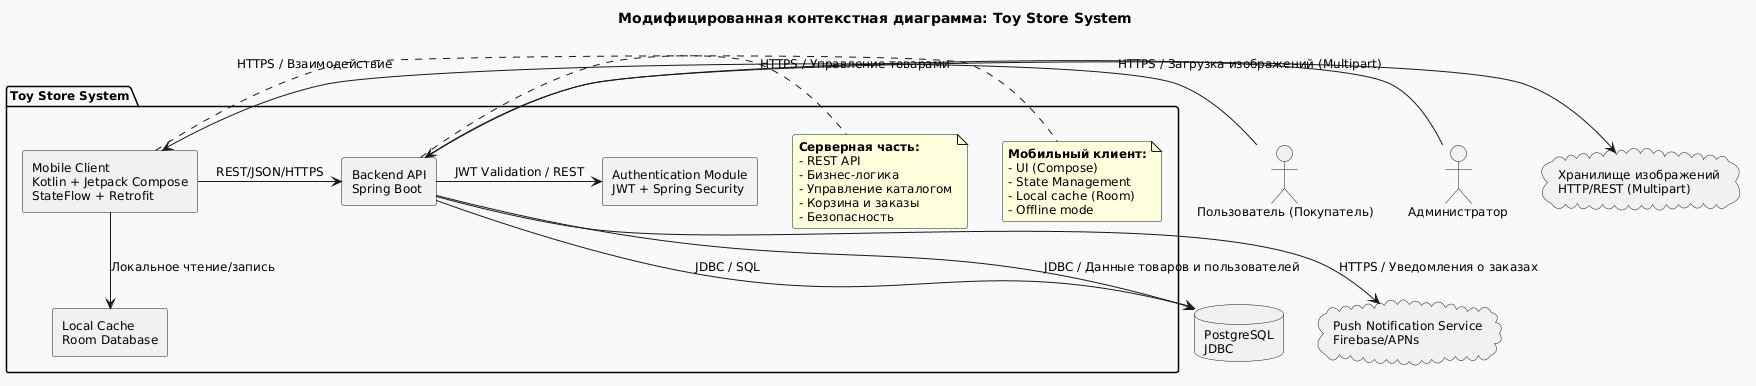 Модифицированная контекстная диаграмма: Toy Store System
HTTPS / Взаимодействие
HTTPS / Управление товарами
HTTPS / Загрузка изображений (Multipart)
Toy Store System
Mobile Client
Kotlin + Jetpack Compose
StateFlow + Retrofit
REST/JSON/HTTPS
Backend API
Spring Boot
JWT Validation / REST
Authentication Module
JWT + Spring Security
Серверная часть:
- REST API
- Бизнес-логика
- Управление каталогом
- Корзина и заказы
- Безопасность
Мобильный клиент:
- UI (Compose)
- State Management
- Local cache (Room)
- Offline mode
Пользователь (Покупатель)
Администратор
Хранилище изображений
HTTP/REST (Multipart)
Локальное чтение/запись
JDBC / SQL
JDBC / Данные товаров и пользователей
HTTPS / Уведомления о заказах
Local Cache
Room Database
PostgreSQL
JDBC
Push Notification Service
Firebase/APNs